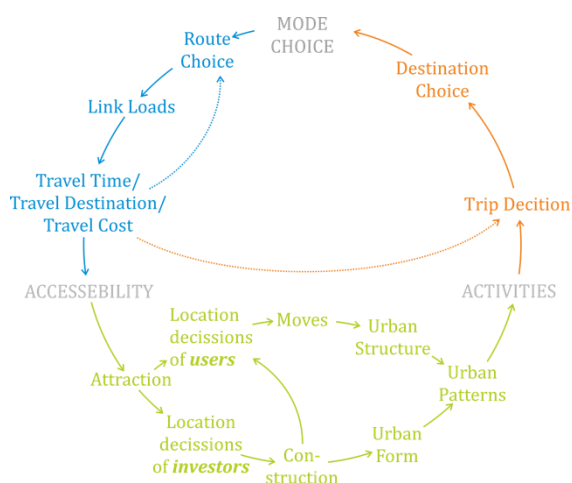 MODE
CHOICE
Route
Choice
Destination
Choice
Link Loads
Travel Time/
Travel Destination/
Travel Cost
Trip Decition
ACCESSEBILITY
ACTIVITIES
Location
decissions
of users
Moves
Urban
Structure
Attraction
Urban
Patterns
Location
decissions
of investors
Con-
struction
Urban
Form